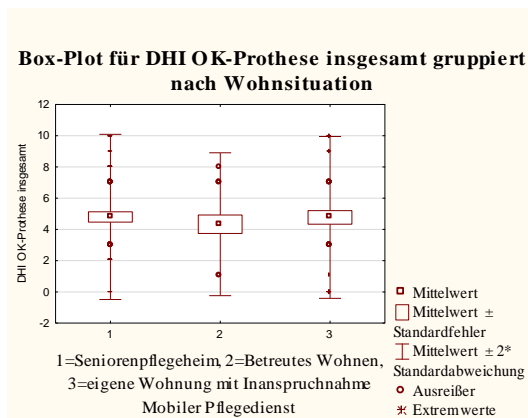 Box-Plot für DHI OK-Prothese insgesamt gruppiert
nach Wohnsituation
12
10
8
6
4
2
0
-2
DHI OK-Prothese insgesamt
1
2
3
1=Seniorenpflegeheim, 2=Betreutes Wohnen,
3=eigene Wohnung mit Inanspruchnahme
Mobiler Pflegedienst
Mittelwert
Mittelwert ±
Standardfehler
Mittelwert ± 2*
Standardabweichung
Ausreißer
Extremwerte